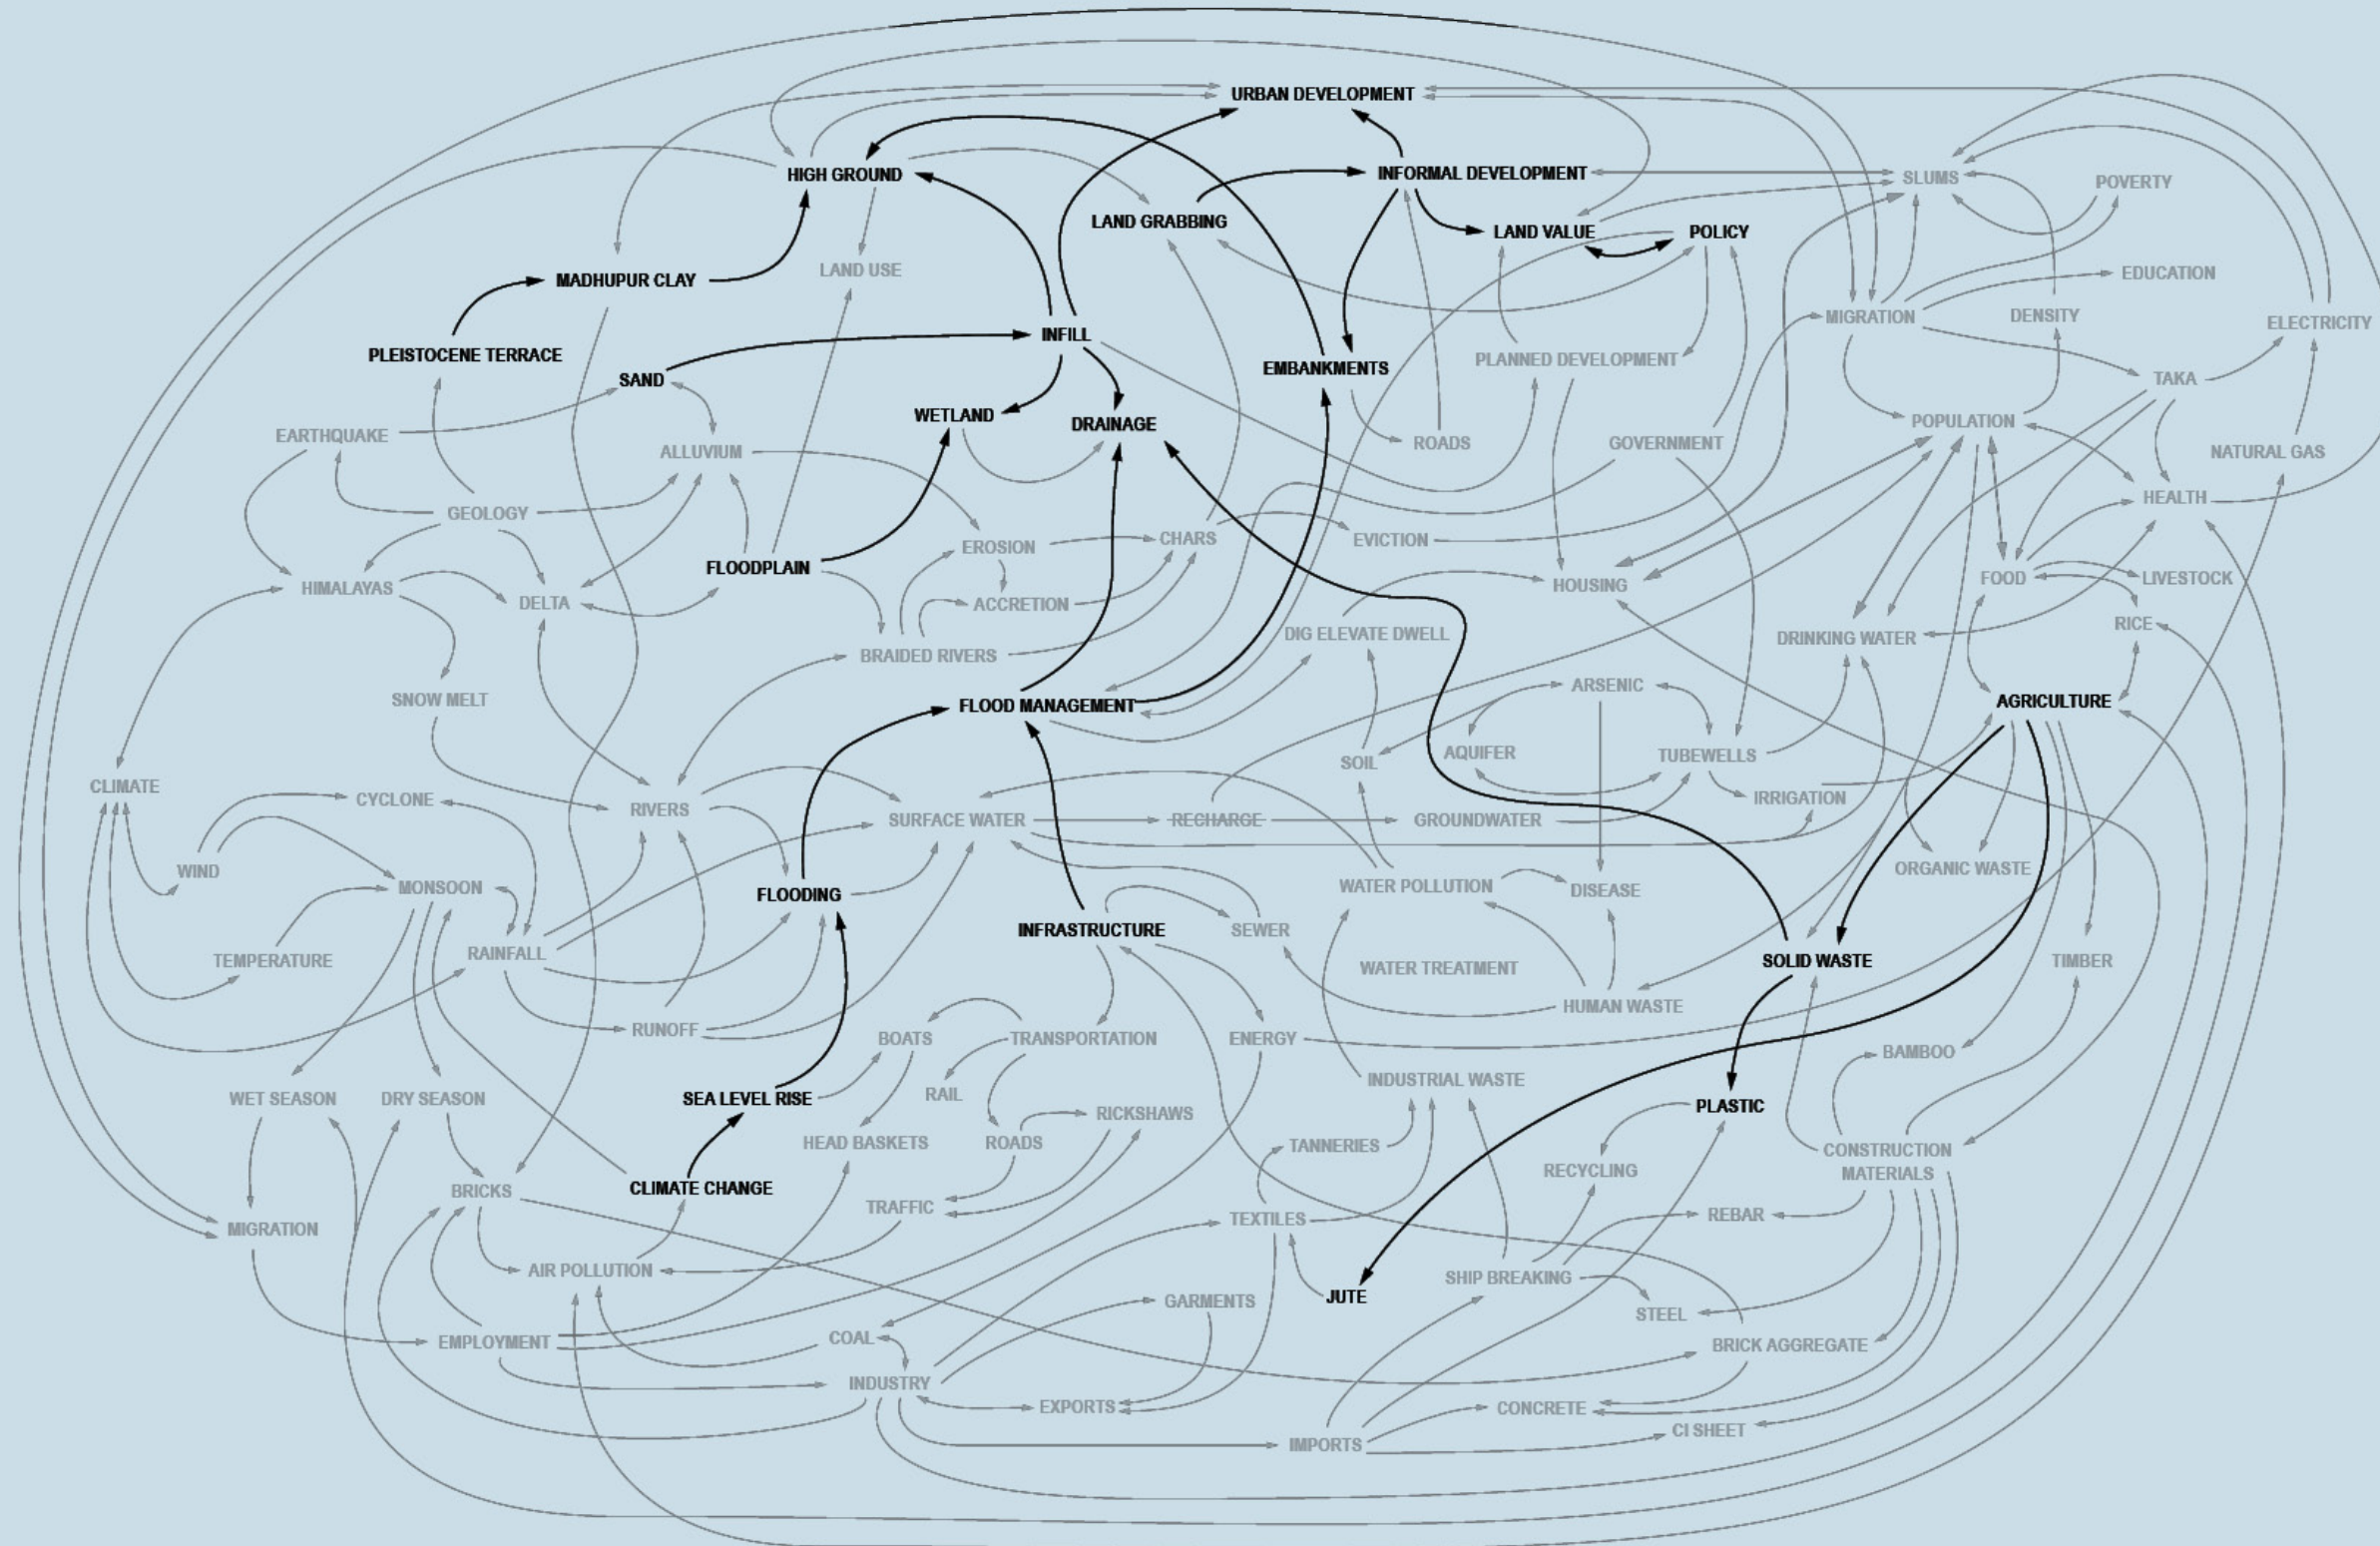 URBAN DEVELOPMENT
HIGH GROUND
INFORMAL DEVELOPMENT
SLUMS
POVERTY
LAND GRABBING
LAND VALUE
POLICY
LAND USE
EDUCATION
MADHUPUR CLAY
MIGRATION
DENSITY
ELECTRICITY
INFILL
PLEISTOCENE TERRACE
PLANNED DEVELOPMENT
EMBANKMENTS
SAND
TAKA
WETLAND
DRAINAGE
POPULATION
EARTHQUAKE
ROADS
GOVERNMENT
ALLUVIUM
NATURAL GAS
HEALTH
GEOLOGY
CHARS
EVICTION
EROSION
FLOODPLAIN
FOOD
LIVESTOCK
HIMALAYAS
HOUSING
DELTA
ACCRETION
RICE
DIG ELEVATE DWELL
DRINKING WATER
BRAIDED RIVERS
ARSENIC
SNOW MELT
AGRICULTURE
FLOOD MANAGEMENT
AQUIFER
TUBEWELLS
SOIL
CLIMATE
CYCLONE
IRRIGATION
RIVERS
SURFACE WATER
RECHARGE
GROUNDWATER
WIND
ORGANIC WASTE
MONSOON
WATER POLLUTION
DISEASE
FLOODING
INFRASTRUCTURE
SEWER
RAINFALL
TEMPERATURE
SOLID WASTE
TIMBER
WATER TREATMENT
HUMAN WASTE
RUNOFF
BOATS
TRANSPORTATION
ENERGY
BAMBOO
INDUSTRIAL WASTE
RAIL
WET SEASON
DRY SEASON
SEA LEVEL RISE
PLASTIC
RICKSHAWS
HEAD BASKETS
ROADS
TANNERIES
CONSTRUCTION
MATERIALS
RECYCLING
CLIMATE CHANGE
BRICKS
TRAFFIC
REBAR
TEXTILES
MIGRATION
AIR POLLUTION
SHIP BREAKING
JUTE
GARMENTS
STEEL
COAL
EMPLOYMENT
BRICK AGGREGATE
INDUSTRY
EXPORTS
CONCRETE
CI SHEET
IMPORTS